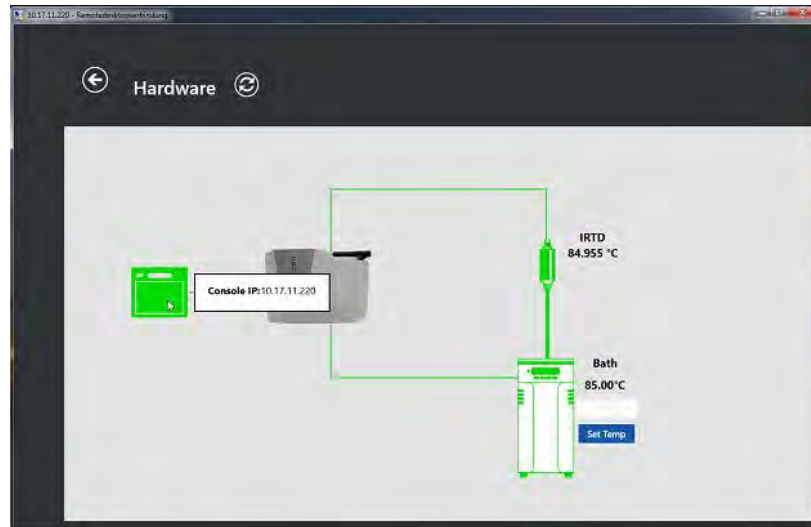 10.17.11.220 - Remotedesktopverbindung
Hardware
IRTD
84.955 °C
Console IP:10.17.11.220
Bath
85.00°C
Set Temp